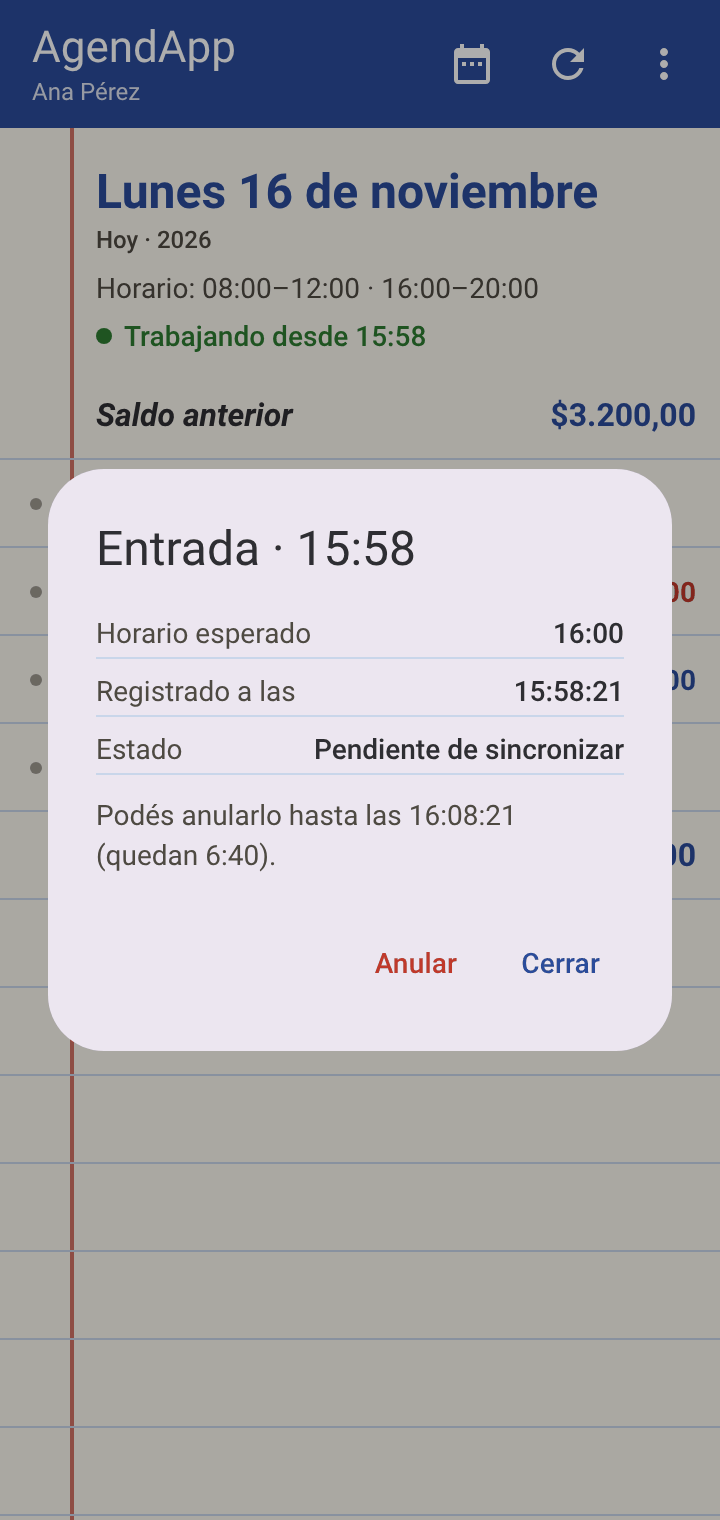 AgendApp
Ana Pérez
Lunes 16 de noviembre
Hoy · 2026
Horario: 08:00–12:00 · 16:00–20:00
Trabajando desde 15:58
Saldo anterior $3.200,00
Entrada · 15:58
Horario esperado 16:00
Registrado a las 15:58:21
Estado Pendiente de sincronizar
Podés anularlo hasta las 16:08:21
(quedan 6:40).
Anular Cerrar